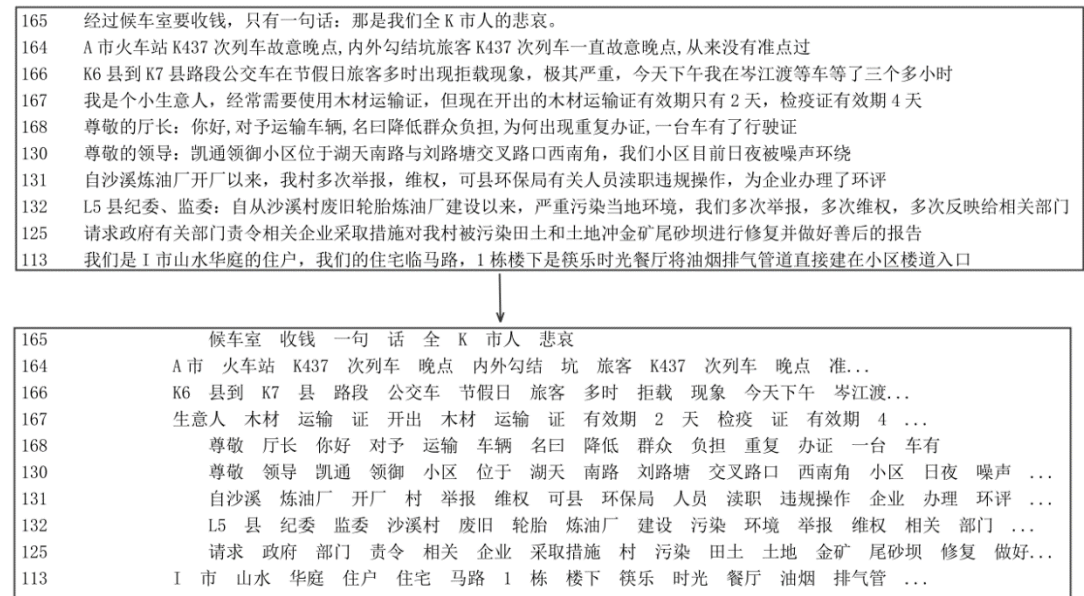 165 经过候车室要收钱，只有一句话：那是我们全 K 市人的悲哀。
164 A 市火车站 K437 次列车故意晚点,内外勾结坑旅客 K437 次列车一直故意晚点,从来没有准点过
166 K6 县到 K7 县路段公交车在节假日旅客多时出现拒载现象，极其严重，今天下午我在岑江渡等车等了三个多小时
167 我是个小生意人，经常需要使用木材运输证，但现在开出的木材运输证有效期只有 2 天，检疫证有效期 4 天
168 尊敬的厅长：你好,对予运输车辆,名曰降低群众负担,为何出现重复办证,一台车有了行驶证
130 尊敬的领导：凯通领御小区位于湖天南路与刘路塘交叉路口西南角，我们小区目前日夜被噪声环绕
131 自沙溪炼油厂开厂以来，我村多次举报，维权，可县环保局有关人员渎职违规操作，为企业办理了环评
132 L5 县纪委、监委：自从沙溪村废旧轮胎炼油厂建设以来，严重污染当地环境，我们多次举报，多次维权，多次反映给相关部门
125 请求政府有关部门责令相关企业采取措施对我村被污染田土和土地冲金矿尾砂坝进行修复并做好善后的报告
113 我们是 I 市山水华庭的住户，我们的住宅临马路，1 栋楼下是筷乐时光餐厅将油烟排气管道直接建在小区楼道入口
165 候车室 收钱 一句 话 全 K 市人 悲哀
164 A 市 火车站 K437 次列车 晚点 内外勾结 坑 旅客 K437 次列车 晚点 准...
166 K6 县到 K7 县 路段 公交车 节假日 旅客 多时 拒载 现象 今天下午 岑江渡...
167 生意人 木材 运输 证 开出 木材 运输 证 有效期 2 天 检疫 证 有效期 4 ...
168 尊敬 厅长 你好 对予 运输 车辆 名曰 降低 群众 负担 重复 办证 一台 车有
130 尊敬 领导 凯通 领御 小区 位于 湖天 南路 刘路塘 交叉路口 西南角 小区 日夜 噪声 ...
131 自沙溪 炼油厂 开厂 村 举报 维权 可县 环保局 人员 渎职 违规操作 企业 办理 环评 ...
132 L5 县 纪委 监委 沙溪村 废旧 轮胎 炼油厂 建设 污染 环境 举报 维权 相关 部门 ...
125 请求 政府 部门 责令 相关 企业 采取措施 村 污染 田土 土地 金矿 尾砂坝 修复 做好...
113 I 市 山水 华庭 住户 住宅 马路 1 栋 楼下 筷乐 时光 餐厅 油烟 排气管 ...